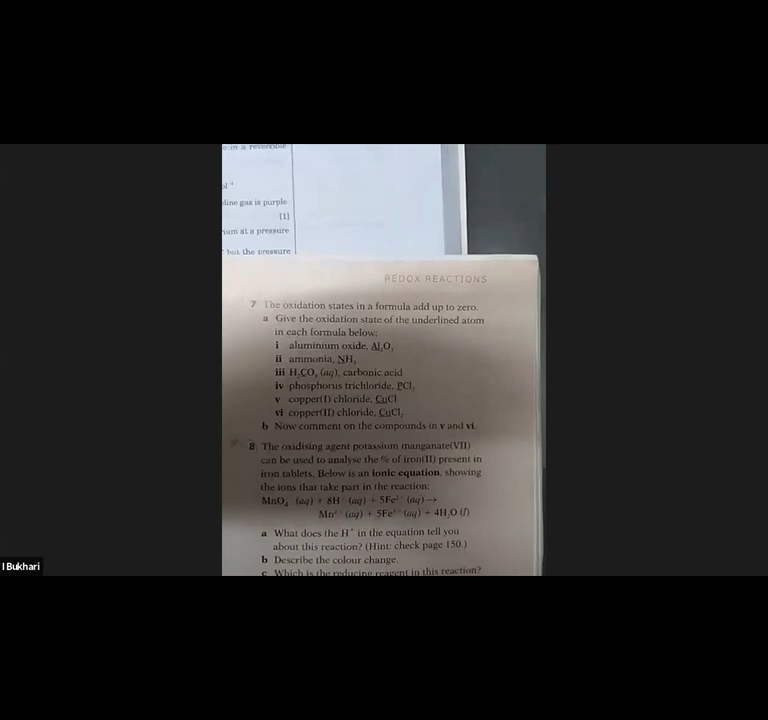 e in a reversible
ol⁻¹
dine gas is purple.
[1]
ium at a pressure
but the pressure
REDOX REACTIONS
7 The oxidation states in a formula add up to zero.
a Give the oxidation state of the underlined atom
in each formula below:
i aluminium oxide, Al₂O₃
ii ammonia, NH₃
iii H₂CO₃ (aq), carbonic acid
iv phosphorus trichloride, PCl₃
v copper(I) chloride, CuCl
vi copper(II) chloride, CuCl₂
b Now comment on the compounds in v and vi.
8 The oxidising agent potassium manganate(VII)
can be used to analyse the % of iron(II) present in
iron tablets. Below is an ionic equation, showing
the ions that take part in the reaction:
MnO₄⁻ (aq) + 8H⁺ (aq) + 5Fe²⁺ (aq) →
Mn²⁺ (aq) + 5Fe³⁺ (aq) + 4H₂O (l)
a What does the H⁺ in the equation tell you
about this reaction? (Hint: check page 150.)
b Describe the colour change.
c Which is the reducing reagent in this reaction?
I Bukhari